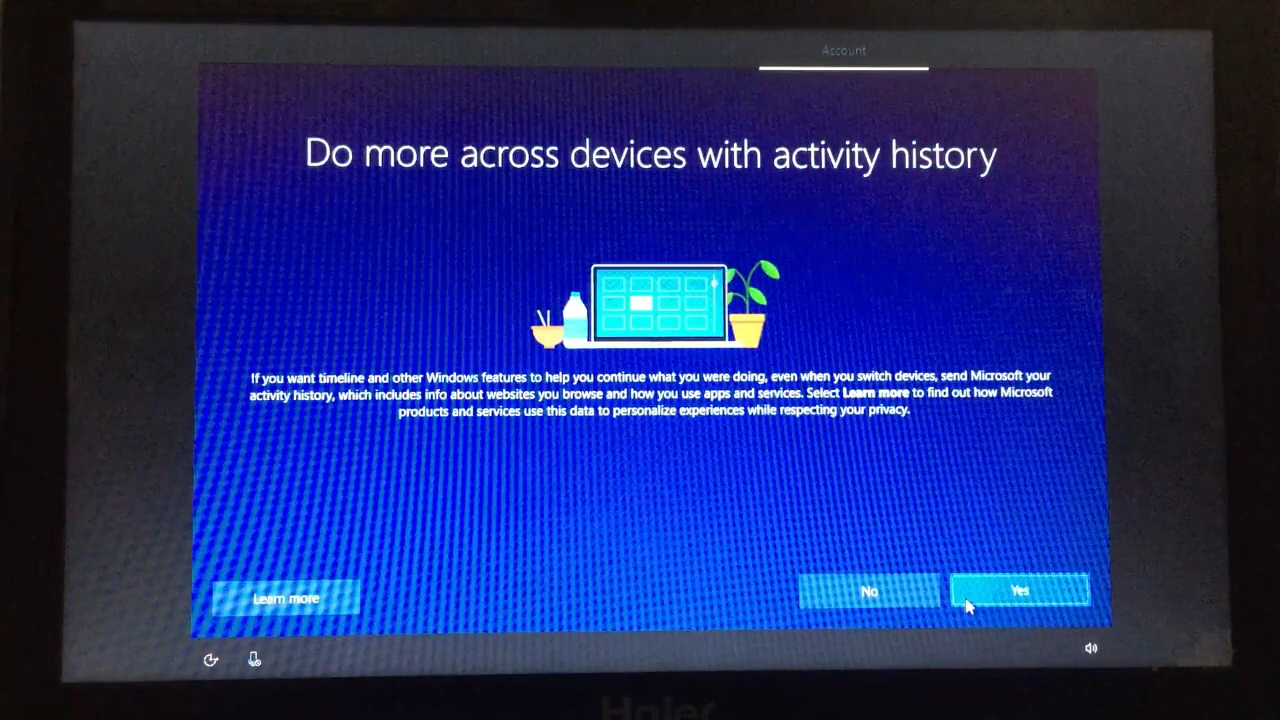 Account
Do more across devices with activity history
If you want timeline and other Windows features to help you continue what you were doing, even when you switch devices, send Microsoft your
activity history, which includes info about websites you browse and how you use apps and services. Select Learn more to find out how Microsoft
products and services use this data to personalize experiences while respecting your privacy.
Learn more
No
Yes
Haier